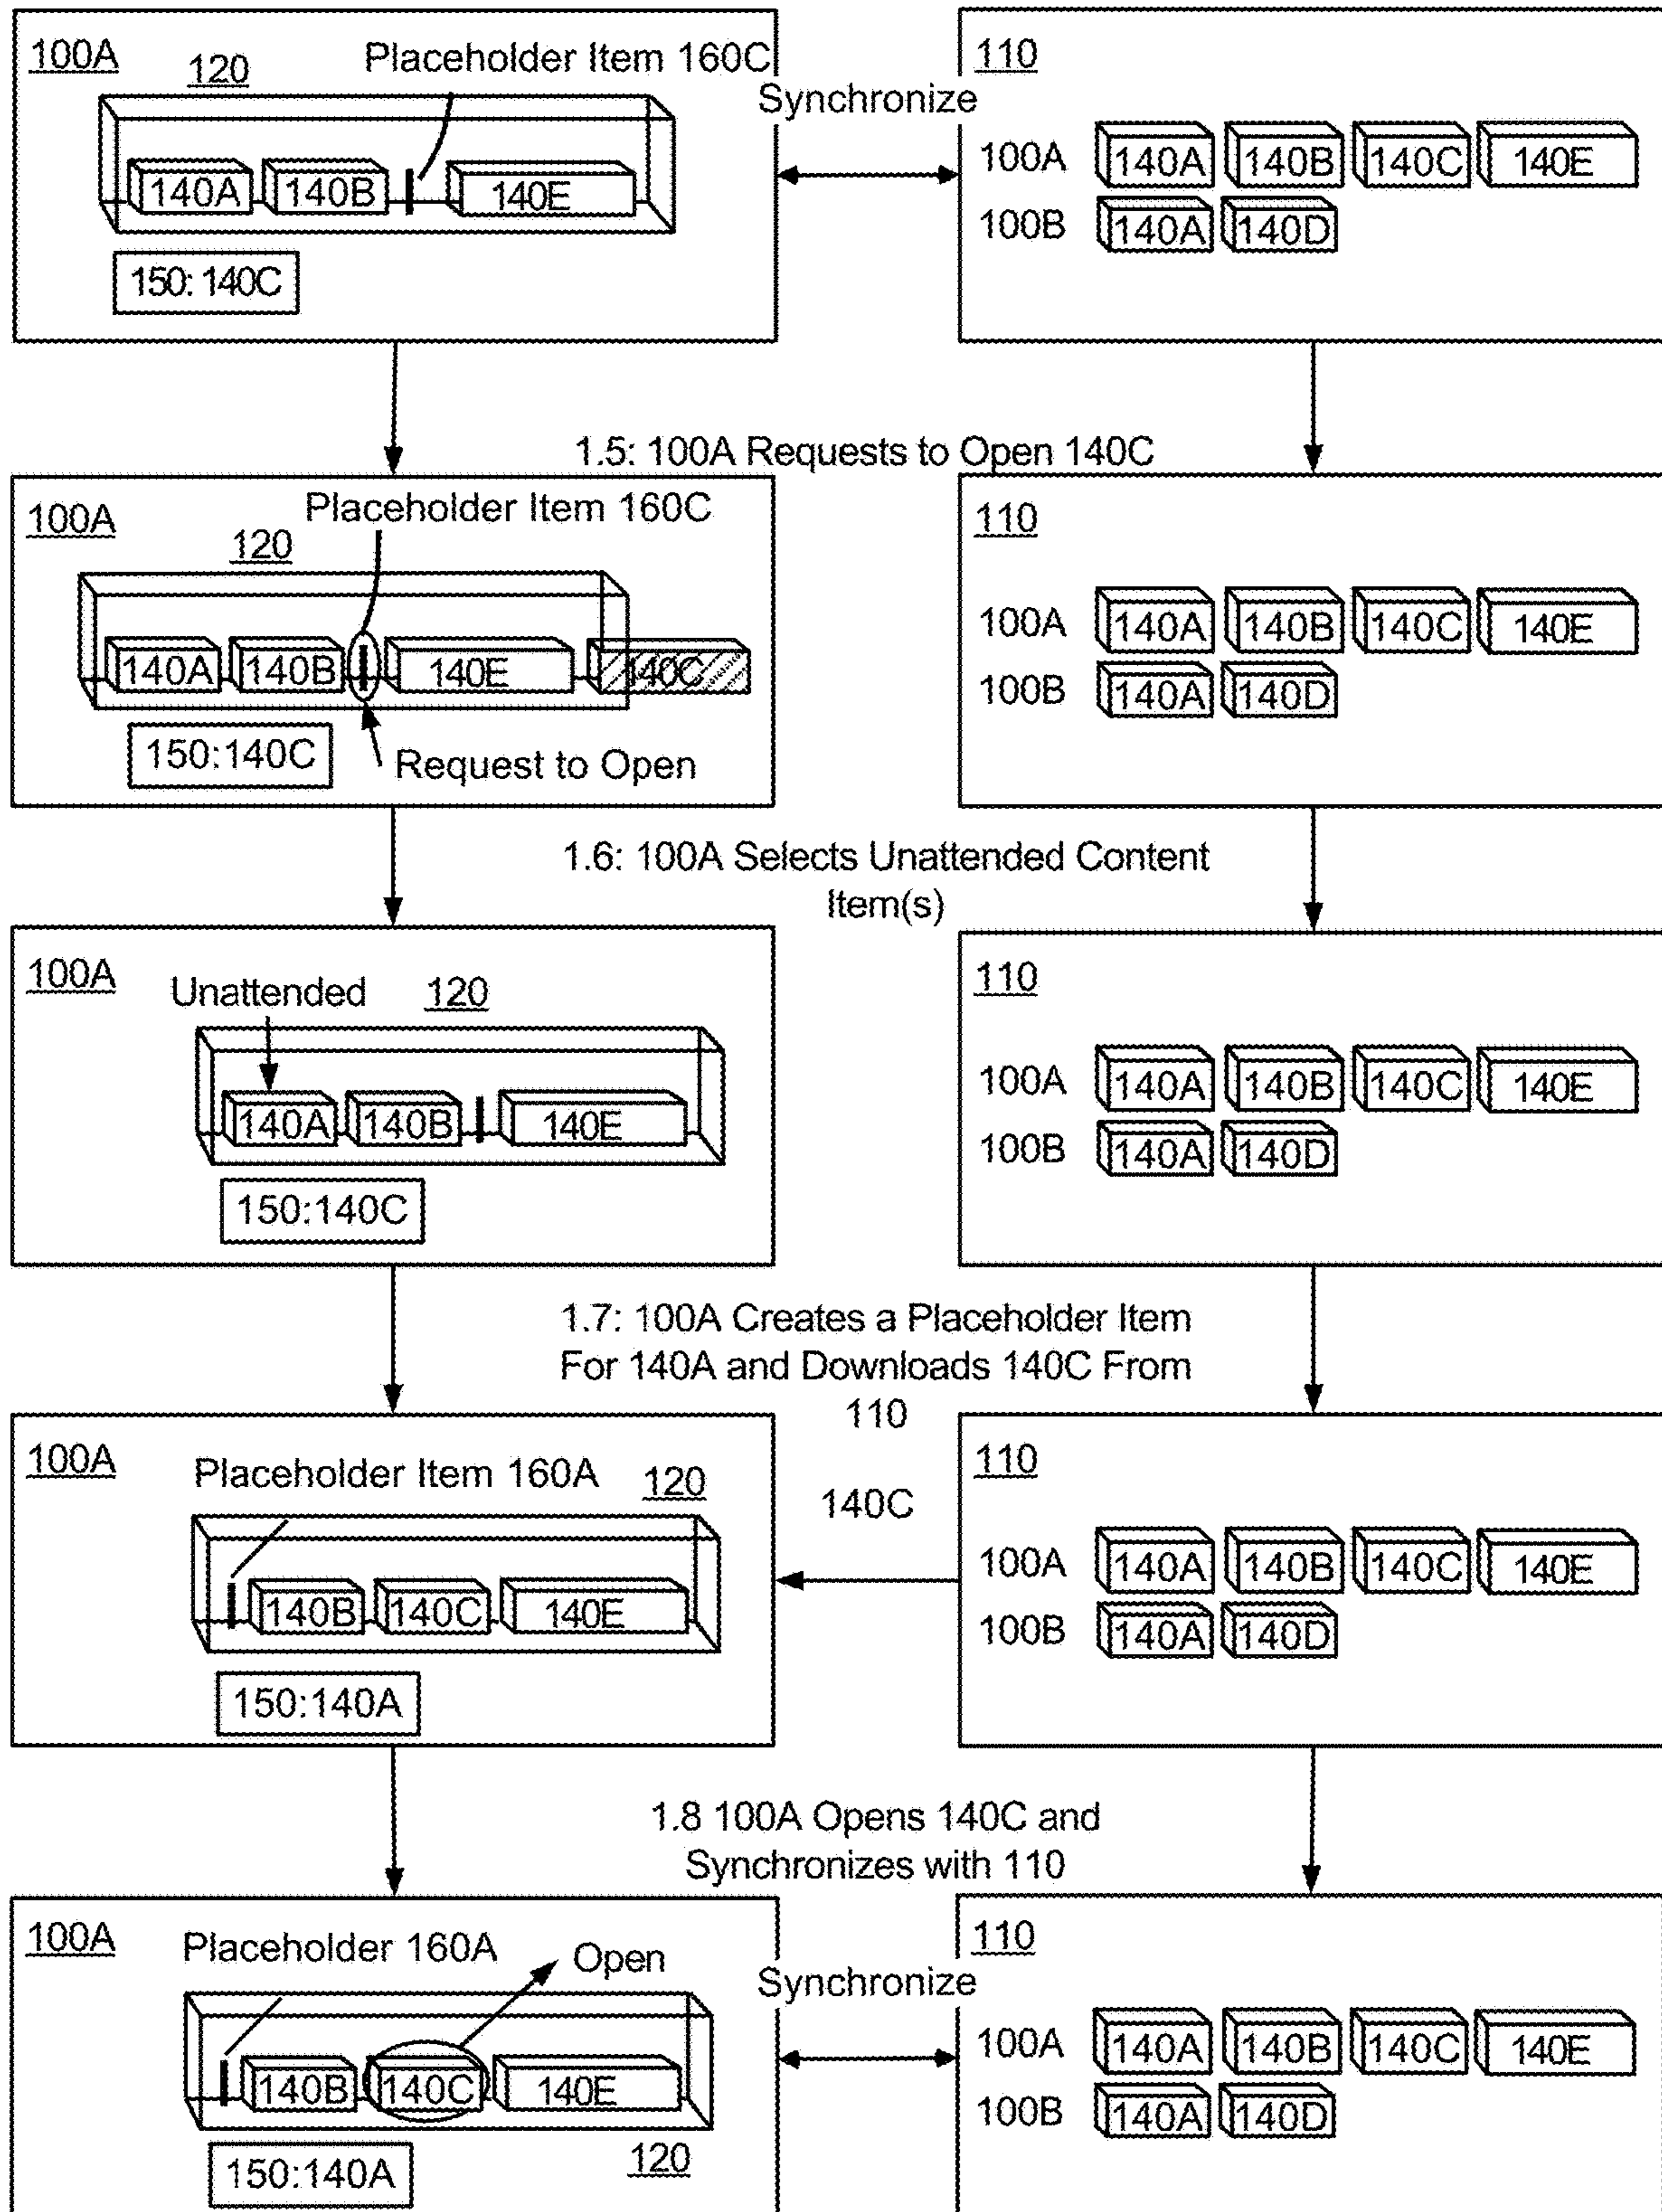 100A
120
Placeholder Item 160C
140A 140B 140E
150: 140C
Synchronize
110
100A 140A 140B 140C 140E
100B 140A 140D
1.5: 100A Requests to Open 140C
100A
Placeholder Item 160C
120
140A 140B 140E 140C
150:140C
Request to Open
110
100A 140A 140B 140C 140E
100B 140A 140D
1.6: 100A Selects Unattended Content
Item(s)
100A
Unattended
120
140A 140B 140E
150:140C
110
100A 140A 140B 140C 140E
100B 140A 140D
1.7: 100A Creates a Placeholder Item
For 140A and Downloads 140C From
110
100A
Placeholder Item 160A
120
140B 140C 140E
150:140A
140C
110
100A 140A 140B 140C 140E
100B 140A 140D
1.8 100A Opens 140C and
Synchronizes with 110
100A
Placeholder 160A
Open
140B 140C 140E
150:140A
120
Synchronize
110
100A 140A 140B 140C 140E
100B 140A 140D